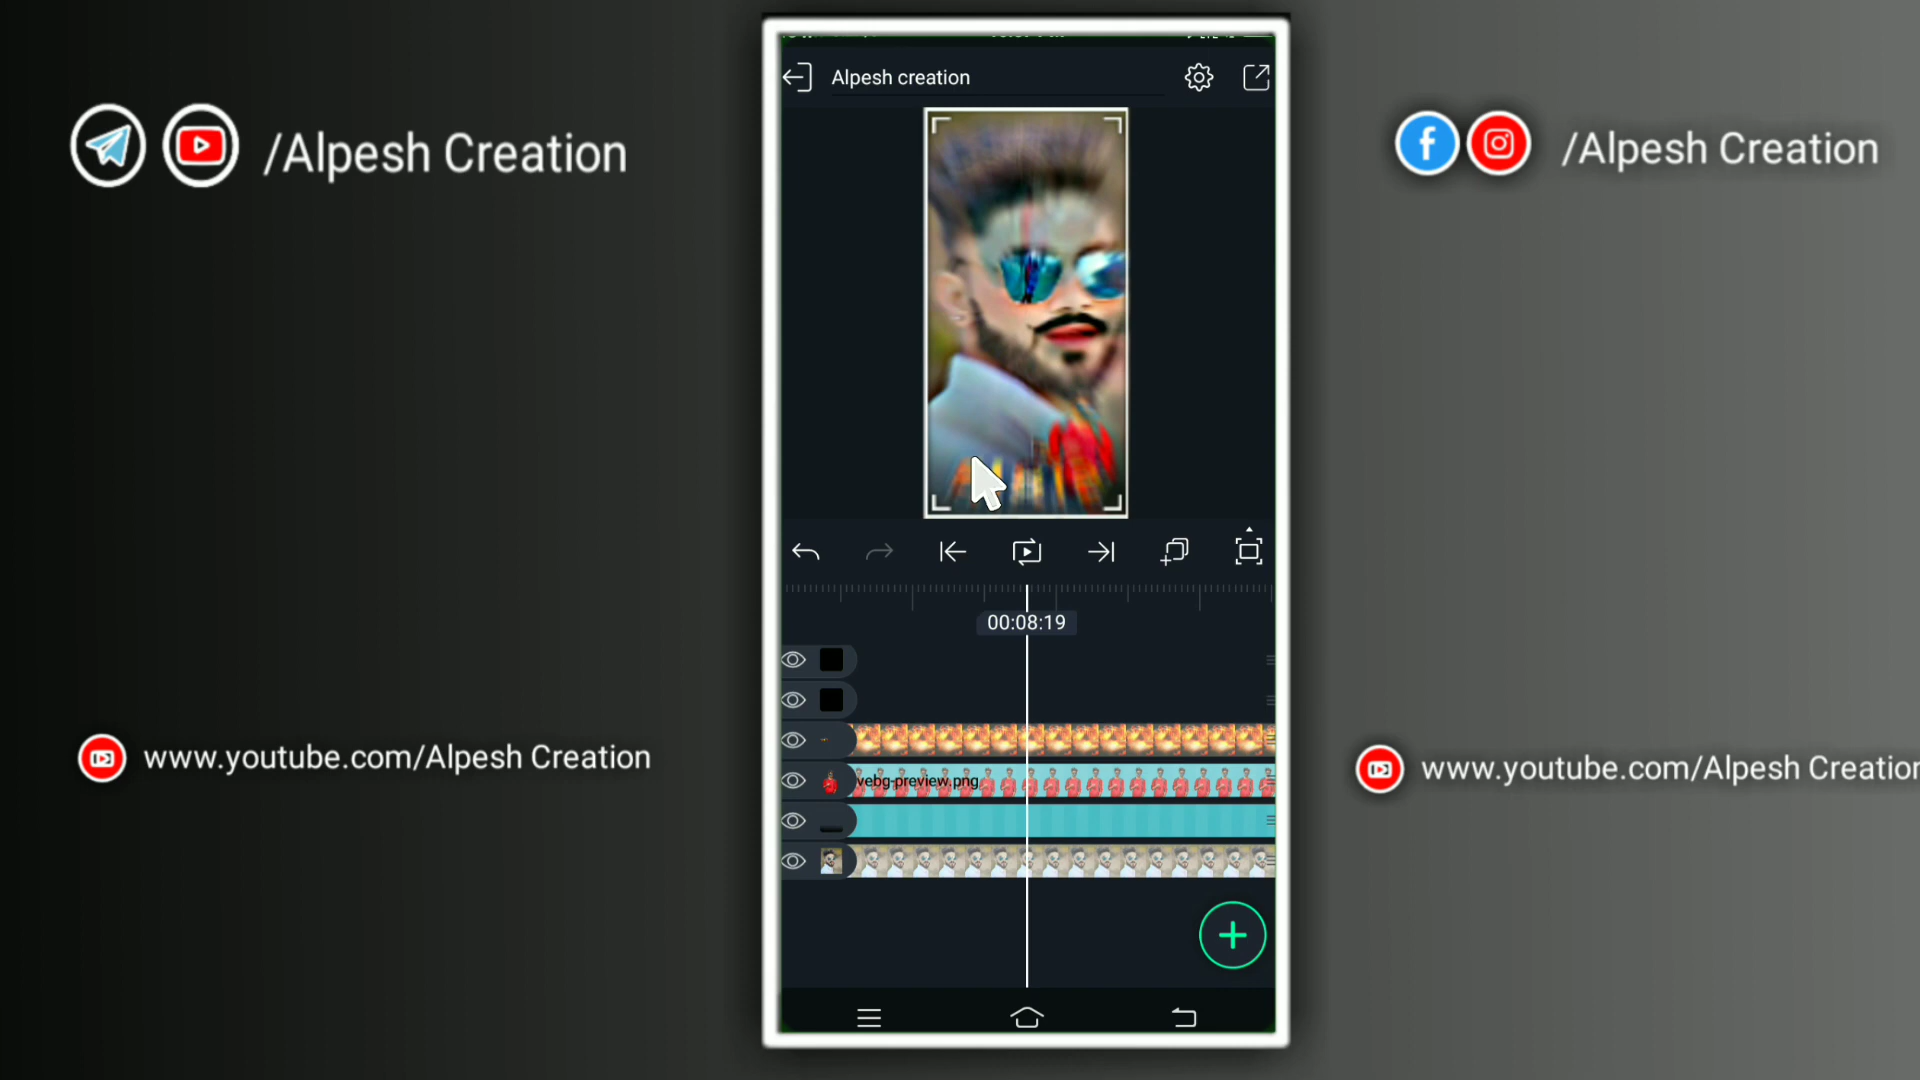 Alpesh creation
/Alpesh Creation
/Alpesh Creation
00:08:19
vebg-preview.png
www.youtube.com/Alpesh Creation
www.youtube.com/Alpesh Creation